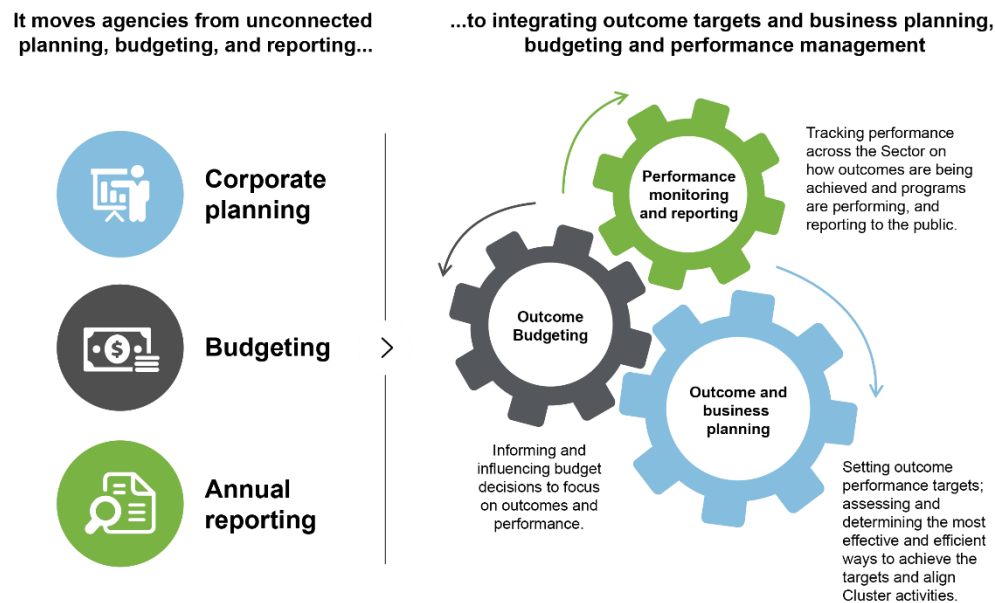 It moves agencies from unconnected
planning, budgeting, and reporting...
...to integrating outcome targets and business planning,
budgeting and performance management
Corporate
planning
Budgeting
$
Annual
reporting
Performance
monitoring
and reporting
Tracking performance
across the Sector on
how outcomes are being
achieved and programs
are performing, and
reporting to the public.
Outcome
Budgeting
Informing and
influencing budget
decisions to focus
on outcomes and
performance.
Outcome and
business
planning
Setting outcome
performance targets;
assessing and
determining the most
effective and efficient
ways to achieve the
targets and align
Cluster activities.